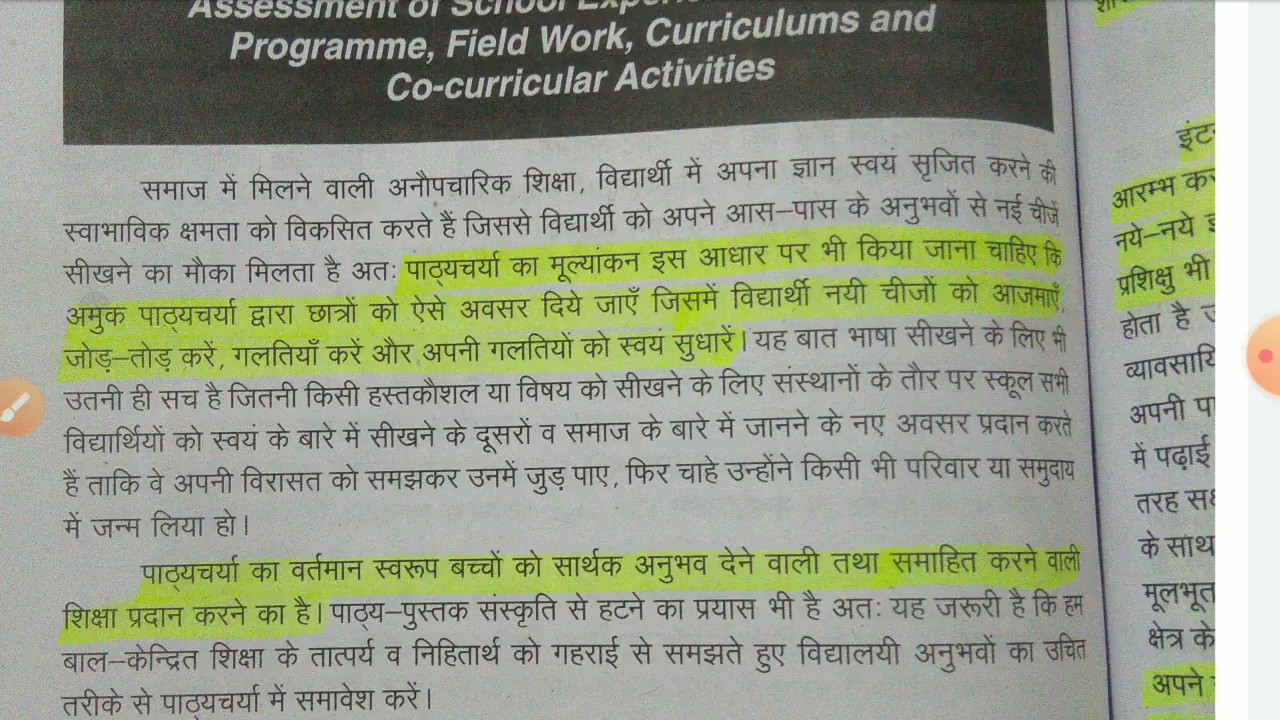 Assessment of School
Programme, Field Work, Curriculums and
Co-curricular Activities
समाज में मिलने वाली अनौपचारिक शिक्षा, विद्यार्थी में अपना ज्ञान स्वयं सृजित करने की
स्वाभाविक क्षमता को विकसित करते हैं जिससे विद्यार्थी को अपने आस–पास के अनुभवों से नई चीजें
सीखने का मौका मिलता है अतः पाठ्यचर्या का मूल्यांकन इस आधार पर भी किया जाना चाहिए कि
अमुक पाठ्यचर्या द्वारा छात्रों को ऐसे अवसर दिये जाएँ जिसमें विद्यार्थी नयी चीजों को आजमाएँ,
जोड़–तोड़ करें, गलतियाँ करें और अपनी गलतियों को स्वयं सुधारें। यह बात भाषा सीखने के लिए भी
उतनी ही सच है जितनी किसी हस्तकौशल या विषय को सीखने के लिए संस्थानों के तौर पर स्कूल सभी
विद्यार्थियों को स्वयं के बारे में सीखने के दूसरों व समाज के बारे में जानने के नए अवसर प्रदान करते
हैं ताकि वे अपनी विरासत को समझकर उनमें जुड़ पाए, फिर चाहे उन्होंने किसी भी परिवार या समुदाय
में जन्म लिया हो।
पाठ्यचर्या का वर्तमान स्वरूप बच्चों को सार्थक अनुभव देने वाली तथा समाहित करने वाली
शिक्षा प्रदान करने का है। पाठ्य–पुस्तक संस्कृति से हटने का प्रयास भी है अतः यह जरूरी है कि हम
बाल–केन्द्रित शिक्षा के तात्पर्य व निहितार्थ को गहराई से समझते हुए विद्यालयी अनुभवों का उचित
तरीके से पाठ्यचर्या में समावेश करें।
आरम्भ
नये–नये
प्रशिक्षु भी
होता है
अपनी
में पढ़ाई
तरह
के साथ
मूलभूत
क्षेत्र के
अपने